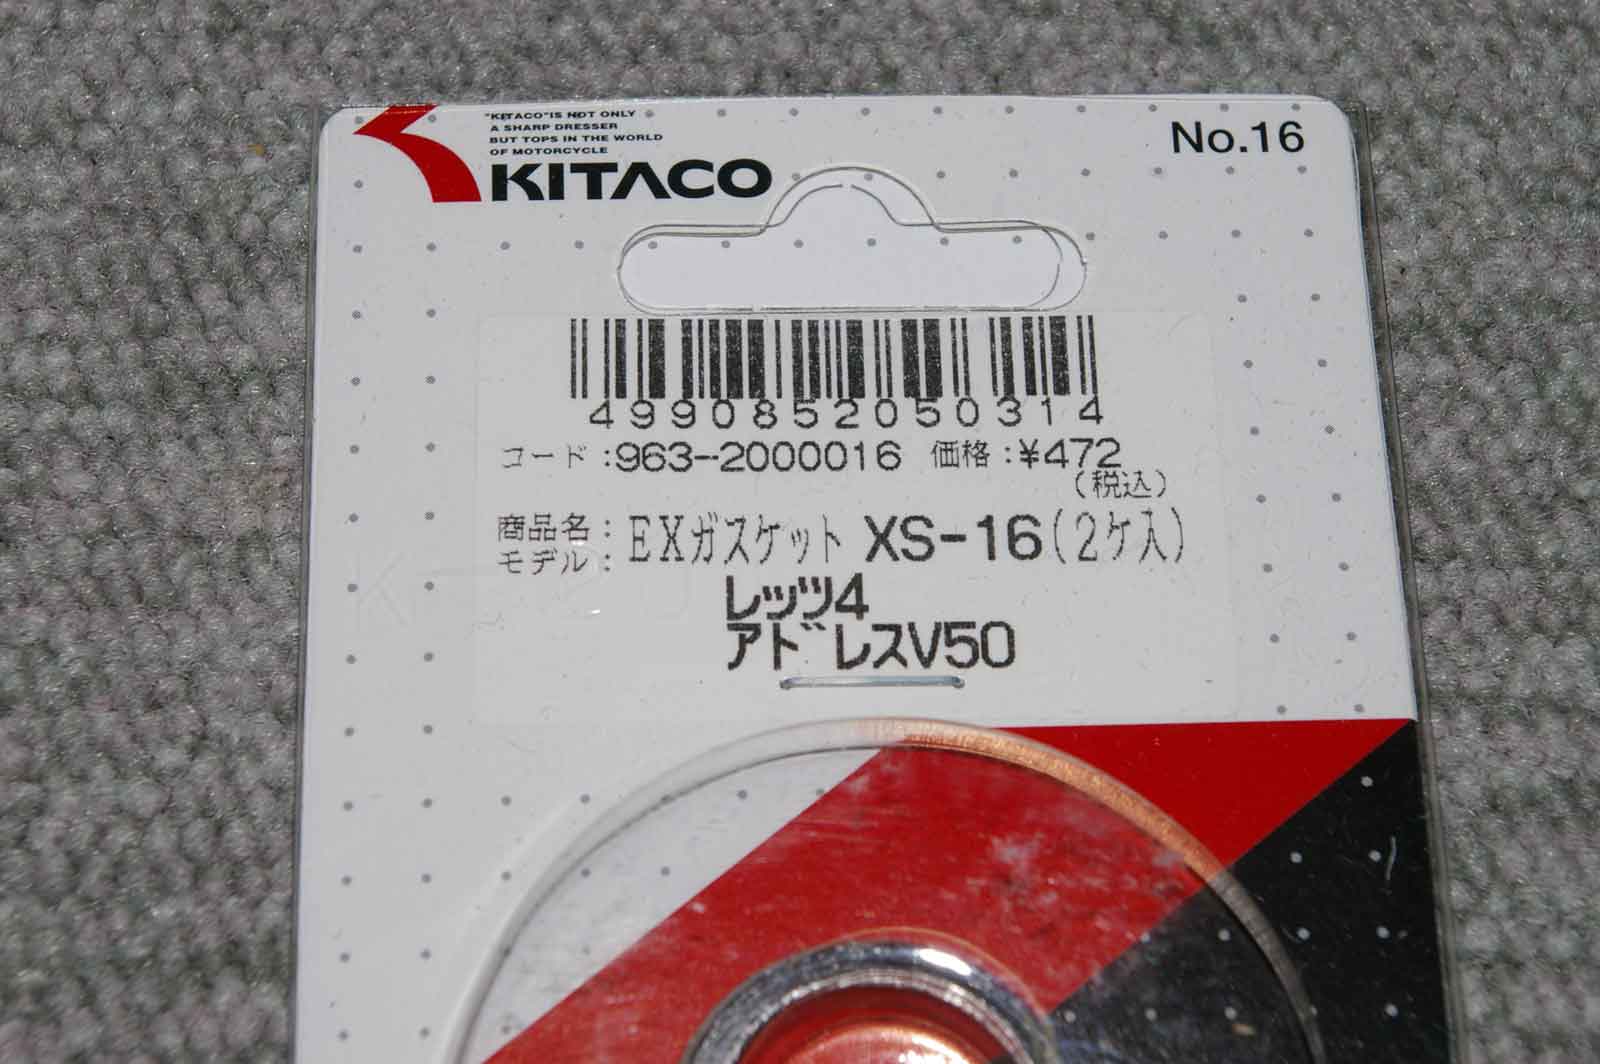 "KITACO"IS NOT ONLY
A SHARP DRESSER
BUT TOPS IN THE WORLD
OF MOTORCYCLE
KITACO
No.16
4990852050314
コード:963-2000016 価格:¥472
(税込)
商品名:
モデル:
EXガスケット XS-16(2ケ入)
レッツ4
アドレスV50